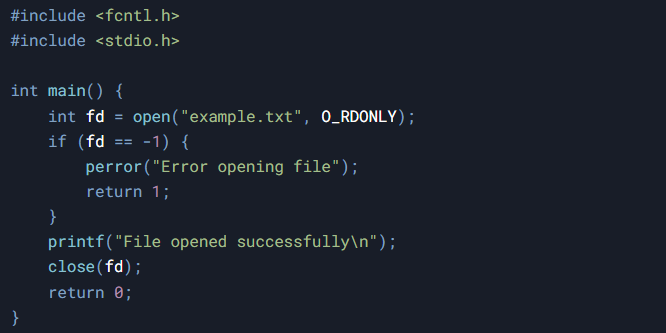 #include <fcntl.h>
#include <stdio.h>

int main() {
    int fd = open("example.txt", O_RDONLY);
    if (fd == -1) {
        perror("Error opening file");
        return 1;
    }
    printf("File opened successfully\n");
    close(fd);
    return 0;
}